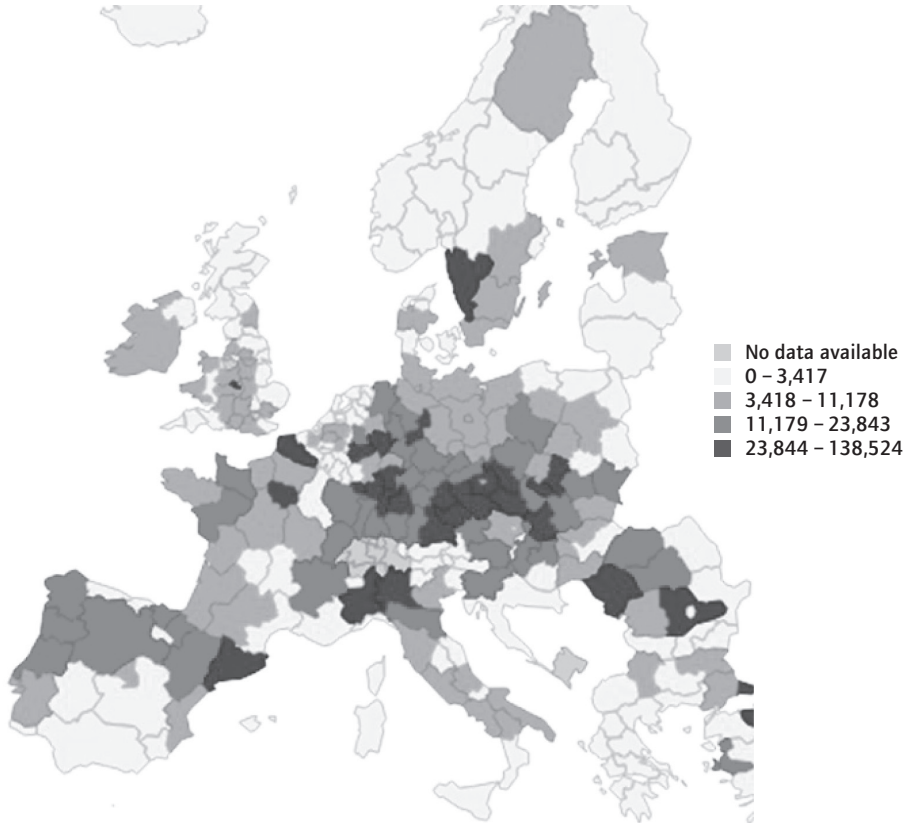 No data available
0 – 3,417
3,418 – 11,178
11,179 – 23,843
23,844 – 138,524